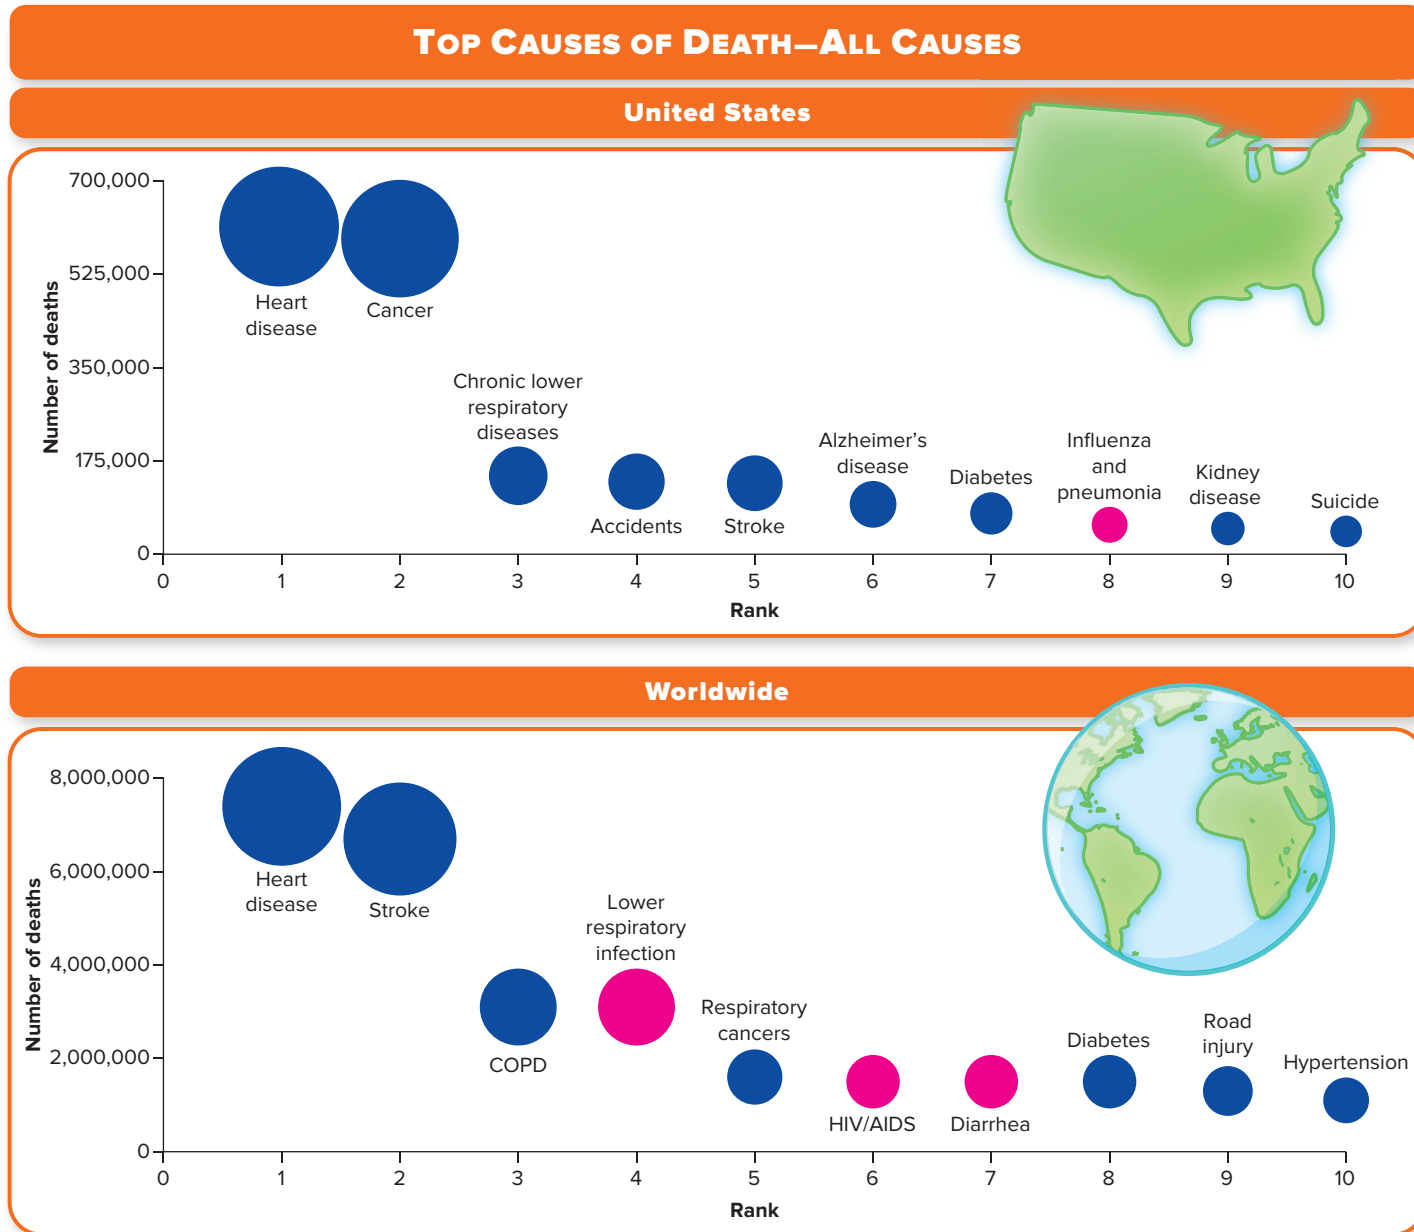 TOP CAUSES OF DEATH—ALL CAUSES
United States
Number of deaths
700,000
525,000
350,000
175,000
0
Heart
disease
Cancer
Chronic lower
respiratory
diseases
Accidents
Stroke
Alzheimer’s
disease
Diabetes
Influenza
and
pneumonia
Kidney
disease
Suicide
0 1 2 3 4 5 6 7 8 9 10
Rank
Worldwide
Number of deaths
8,000,000
6,000,000
4,000,000
2,000,000
0
Heart
disease
Stroke
COPD
Lower
respiratory
infection
Respiratory
cancers
HIV/AIDS
Diarrhea
Diabetes
Road
injury
Hypertension
0 1 2 3 4 5 6 7 8 9 10
Rank